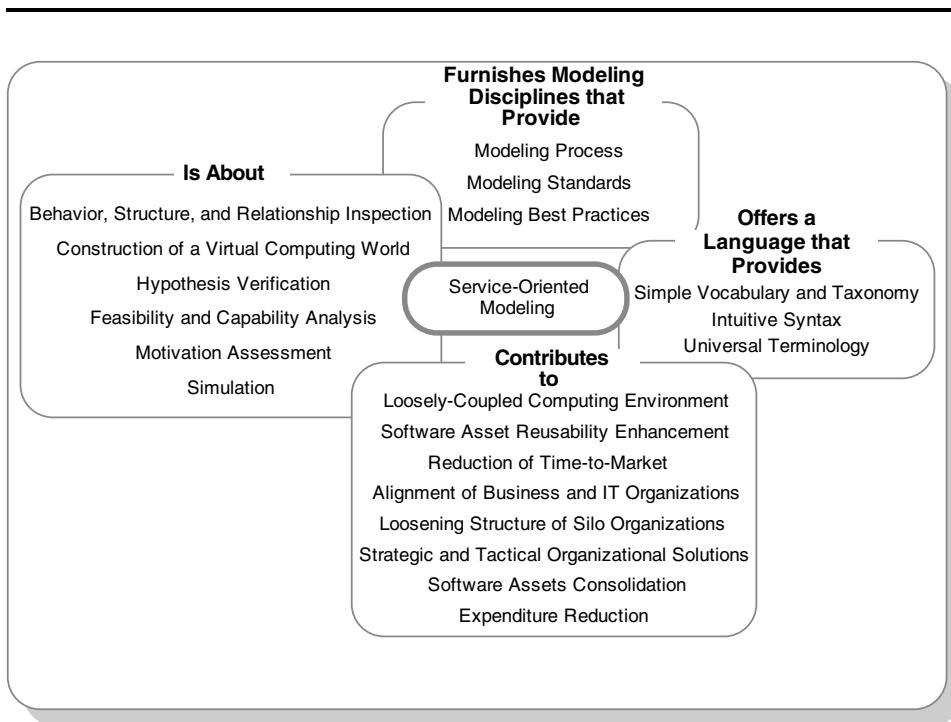 Furnishes Modeling
Disciplines that
Provide
Modeling Process
Modeling Standards
Modeling Best Practices
Is About
Behavior, Structure, and Relationship Inspection
Construction of a Virtual Computing World
Hypothesis Verification
Feasibility and Capability Analysis
Motivation Assessment
Simulation
Service-Oriented
Modeling
Offers a
Language that
Provides
Simple Vocabulary and Taxonomy
Intuitive Syntax
Universal Terminology
Contributes
to
Loosely-Coupled Computing Environment
Software Asset Reusability Enhancement
Reduction of Time-to-Market
Alignment of Business and IT Organizations
Loosening Structure of Silo Organizations
Strategic and Tactical Organizational Solutions
Software Assets Consolidation
Expenditure Reduction